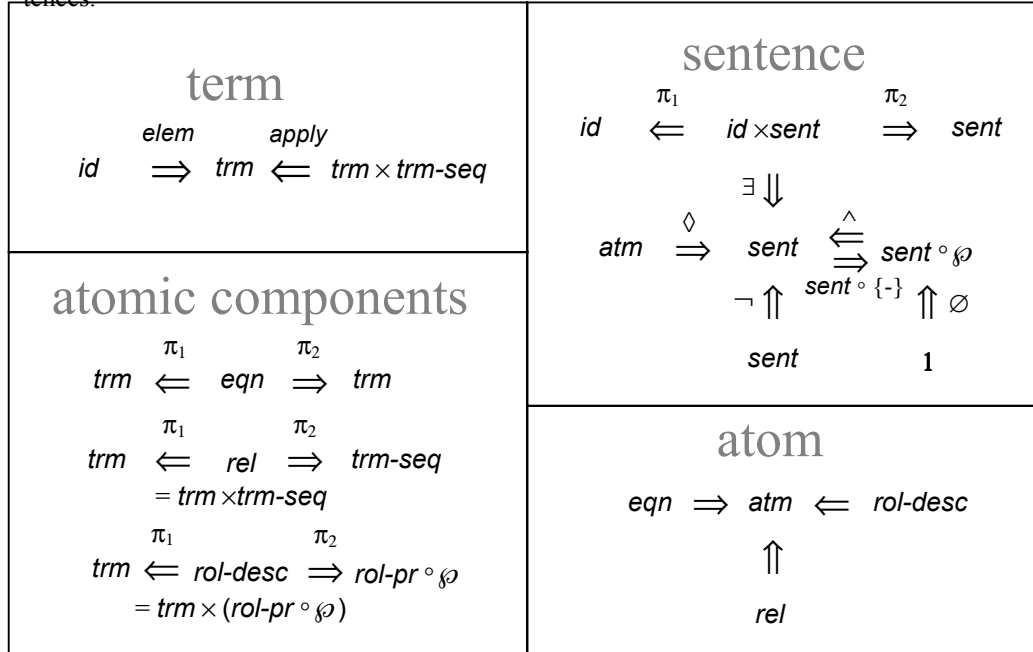 tences.
term
elem apply
id ⇒ trm ⇐ trm × trm-seq
sentence
π₁ π₂
id ⇐ id × sent ⇒ sent
∃ ⇓
◊ ∧
atm ⇒ sent ⇐ ⇒ sent ∘ ℘
¬ ⇑ sent ∘ {-} ⇑ ∅
sent 1
atomic components
π₁ π₂
trm ⇐ eqn ⇒ trm
π₁ π₂
trm ⇐ rel ⇒ trm-seq
= trm × trm-seq
π₁ π₂
trm ⇐ rol-desc ⇒ rol-pr ∘ ℘
= trm × (rol-pr ∘ ℘)
atom
eqn ⇒ atm ⇐ rol-desc
⇑
rel